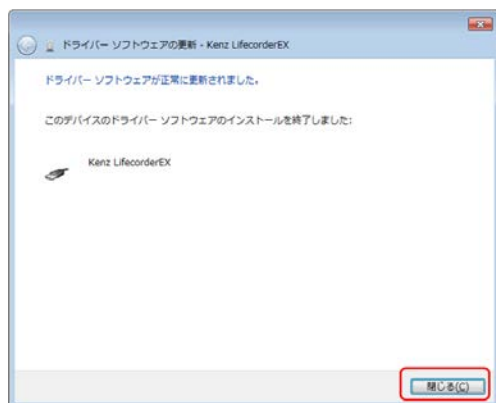 ドライバー ソフトウェアの更新 - Kenz LifecorderEX
ドライバー ソフトウェアが正常に更新されました。
このデバイスのドライバー ソフトウェアのインストールを終了しました:
Kenz LifecorderEX
閉じる(C)